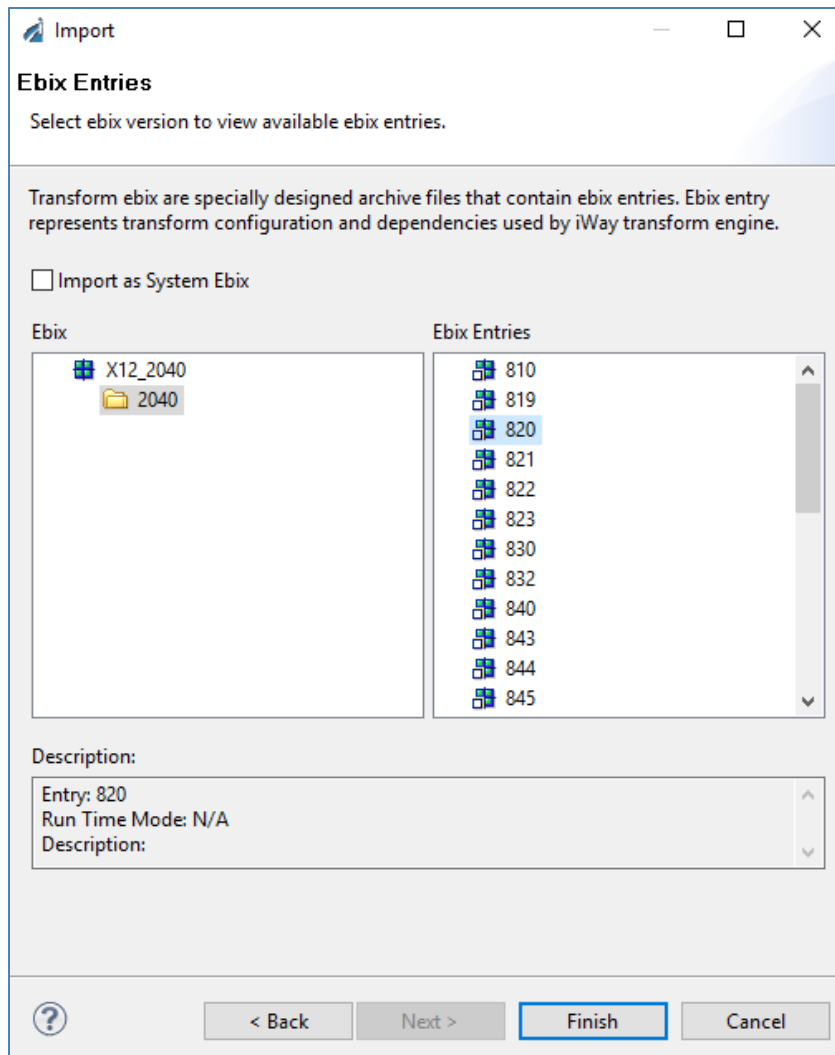 Import
Ebix Entries
Select ebix version to view available ebix entries.
Transform ebix are specially designed archive files that contain ebix entries. Ebix entry
represents transform configuration and dependencies used by iWay transform engine.
Import as System Ebix
Ebix
X12_2040
2040
Ebix Entries
810
819
820
821
822
823
830
832
840
843
844
845
Description:
Entry: 820
Run Time Mode: N/A
Description:
?
< Back
Next >
Finish
Cancel